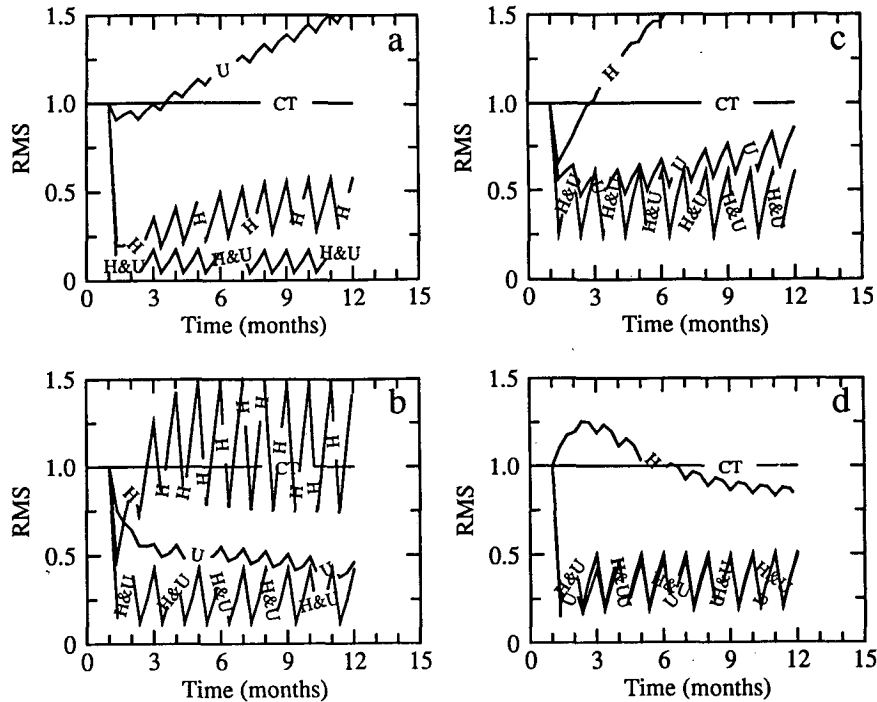 a
1.5
1.0
0.5
0
RMS
U
CT
H H H H H
H&U H&U H&U
0 3 6 9 12 15
Time (months)
c
1.5
1.0
0.5
0
RMS
H
CT
U U U
H&U H&U H&U H&U H&U H&U
0 3 6 9 12 15
Time (months)
b
1.5
1.0
0.5
0
RMS
H H H H H H H H H H H H
C
U U
H&U H&U H&U H&U H&U
0 3 6 9 12 15
Time (months)
d
1.5
1.0
0.5
0
RMS
H
CT
H&U H&U H&U H&U H&U
U U U
0 3 6 9 12 15
Time (months)